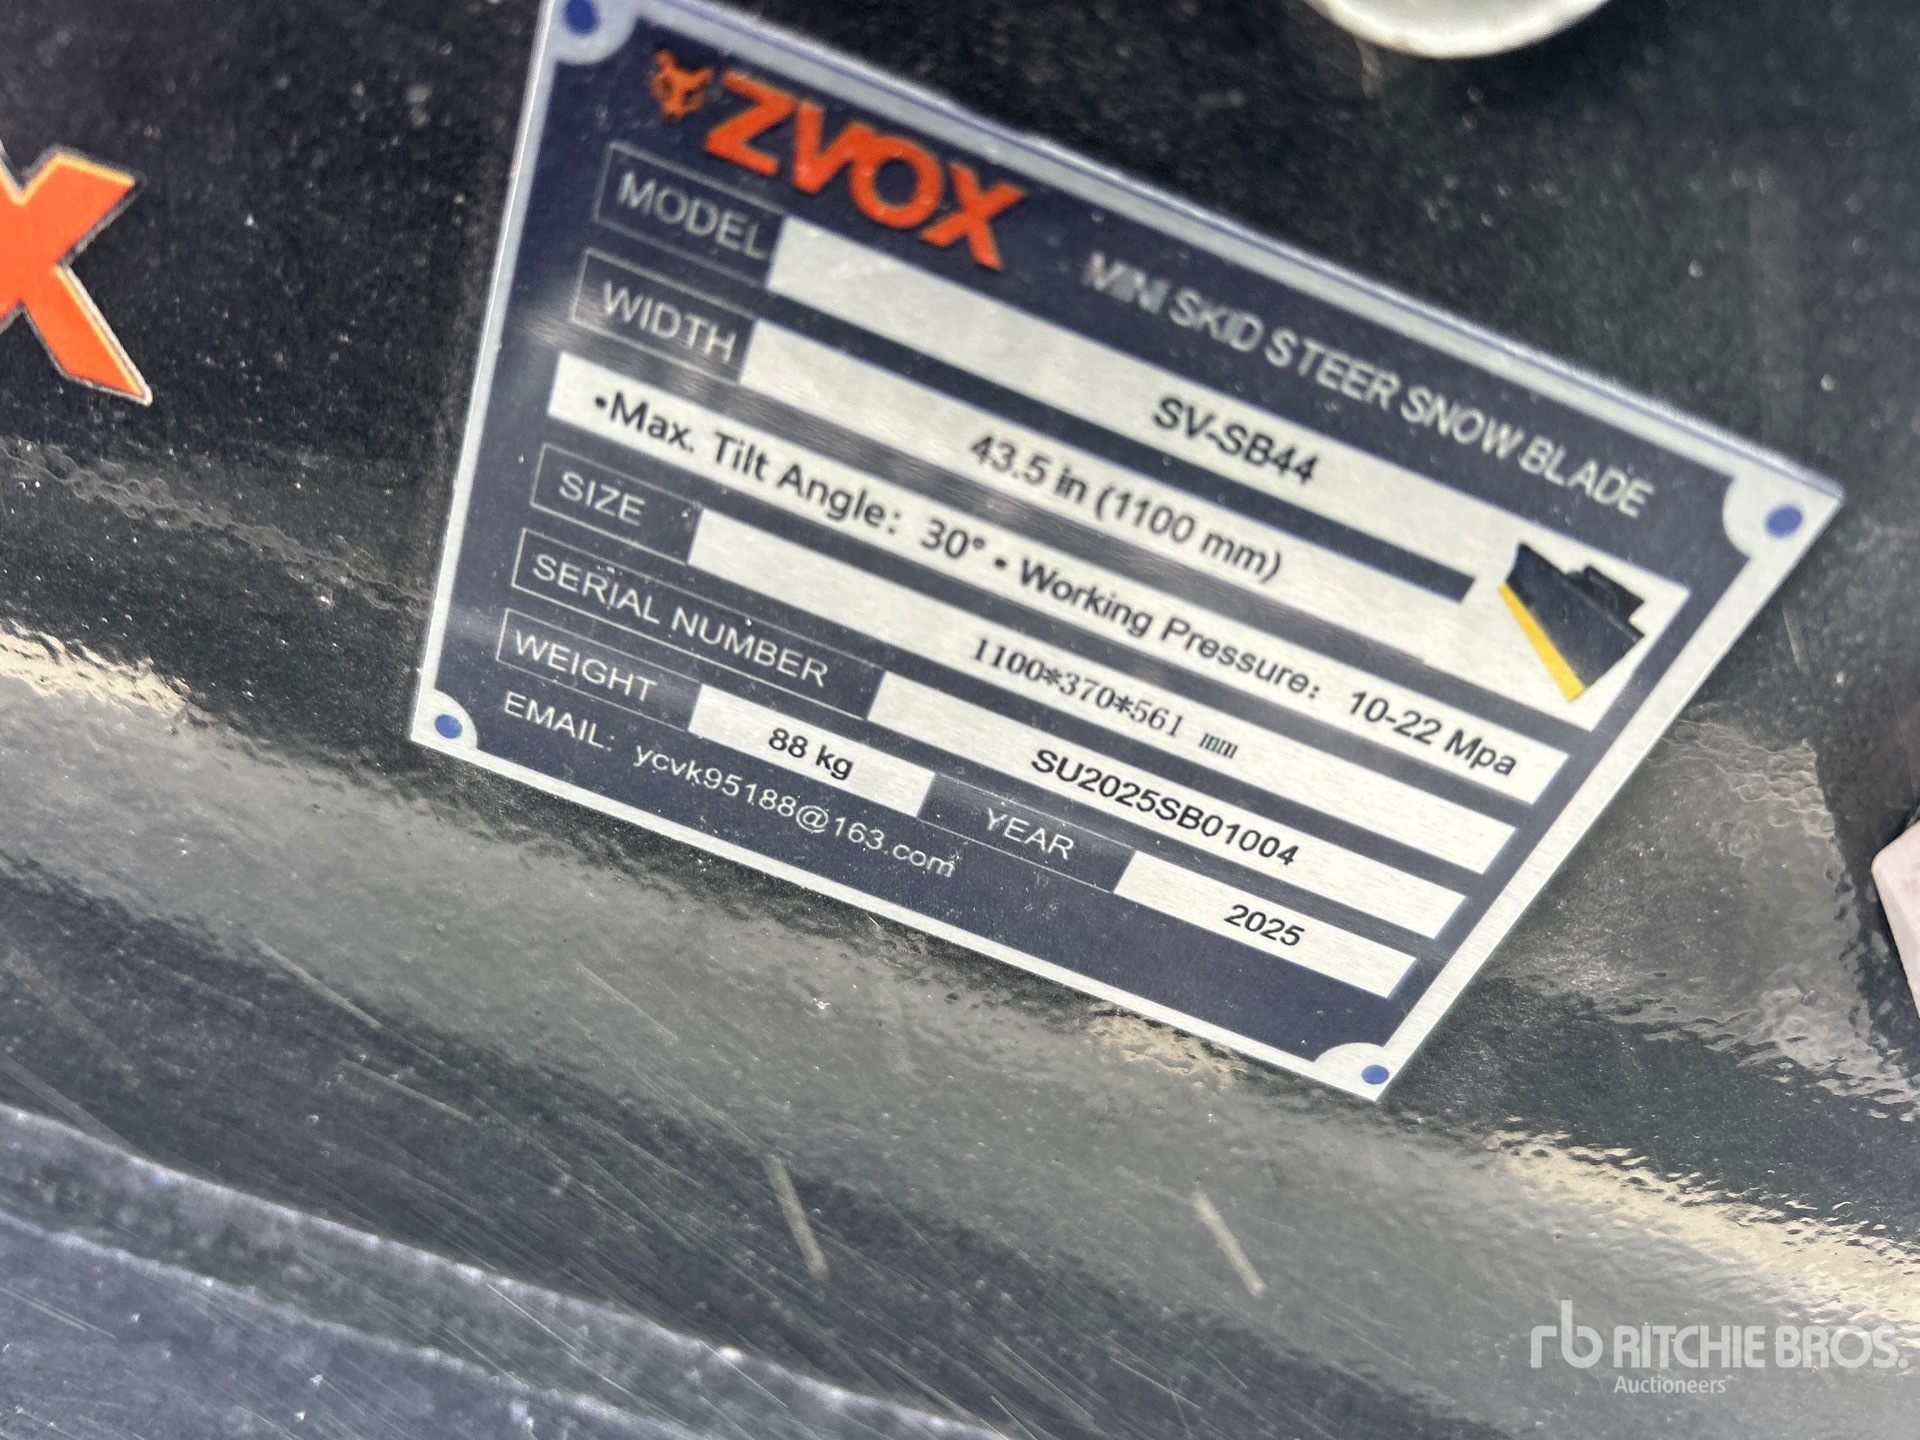 X
ZVOX MINI SKID STEER SNOW BLADE
MODEL SV-SB44
WIDTH 43.5 in (1100 mm)
•Max. Tilt Angle: 30° • Working Pressure: 10-22 Mpa
SIZE 1100*370*561 mm
SERIAL NUMBER SU2025SB01004
WEIGHT 88 kg YEAR 2025
EMAIL: ycvk95188@163.com
rb RITCHIE BROS.
Auctioneers